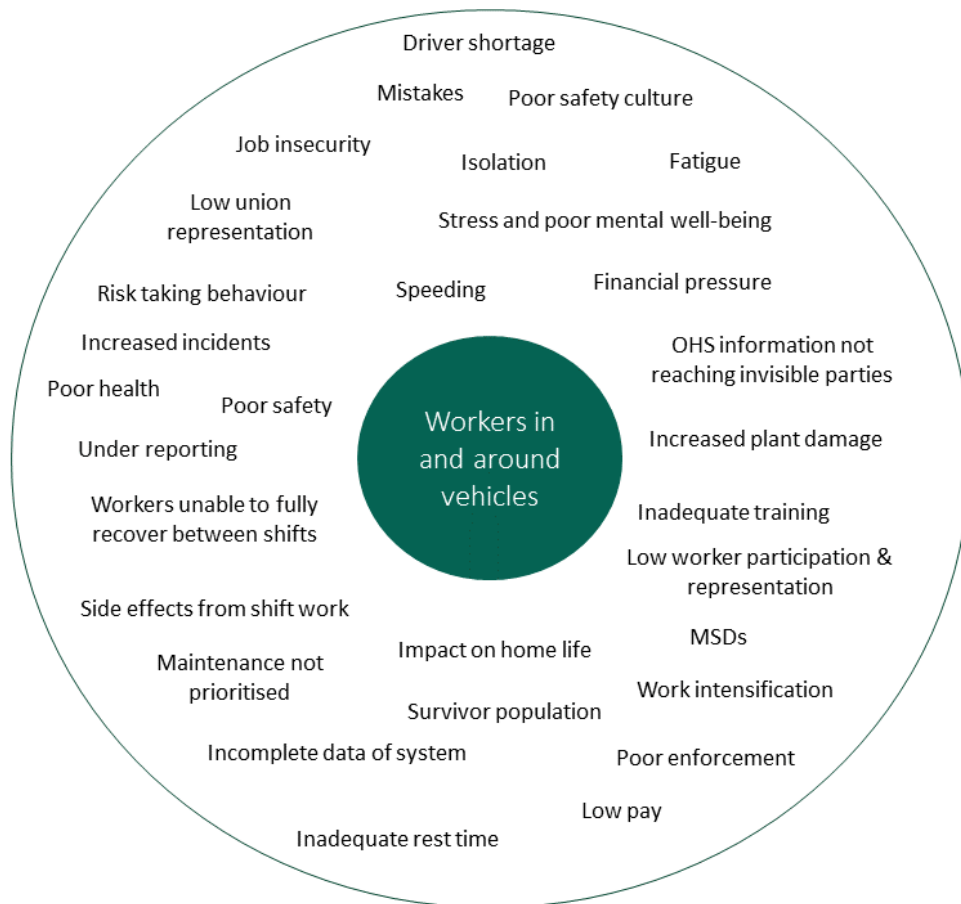 Driver shortage
Mistakes
Poor safety culture
Job insecurity
Isolation
Fatigue
Low union
representation
Stress and poor mental well-being
Risk taking behaviour
Speeding
Financial pressure
Increased incidents
OHS information not
reaching invisible parties
Poor health
Poor safety
Workers in
and around
vehicles
Under reporting
Increased plant damage
Workers unable to fully
recover between shifts
Inadequate training
Low worker participation &
representation
Side effects from shift work
MSDs
Impact on home life
Maintenance not
prioritised
Work intensification
Survivor population
Incomplete data of system
Poor enforcement
Low pay
Inadequate rest time